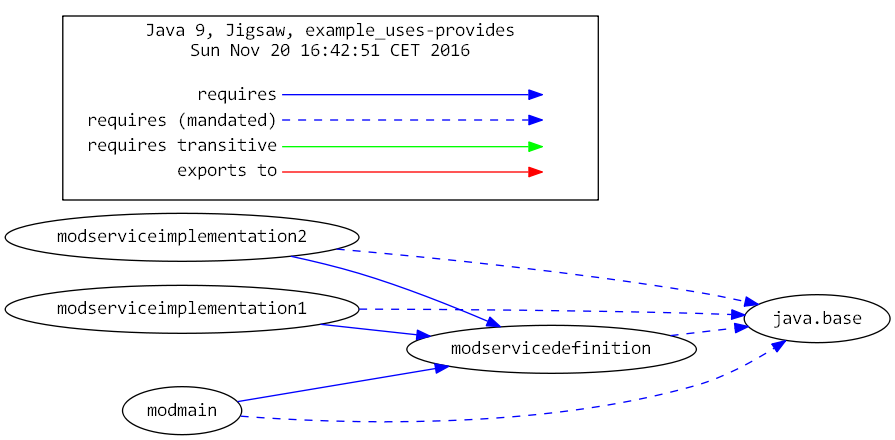 Java 9, Jigsaw, example_uses-provides
Sun Nov 20 16:42:51 CET 2016
requires
requires (mandated)
requires transitive
exports to
modserviceimplementation2
modserviceimplementation1
java.base
modservicedefinition
modmain